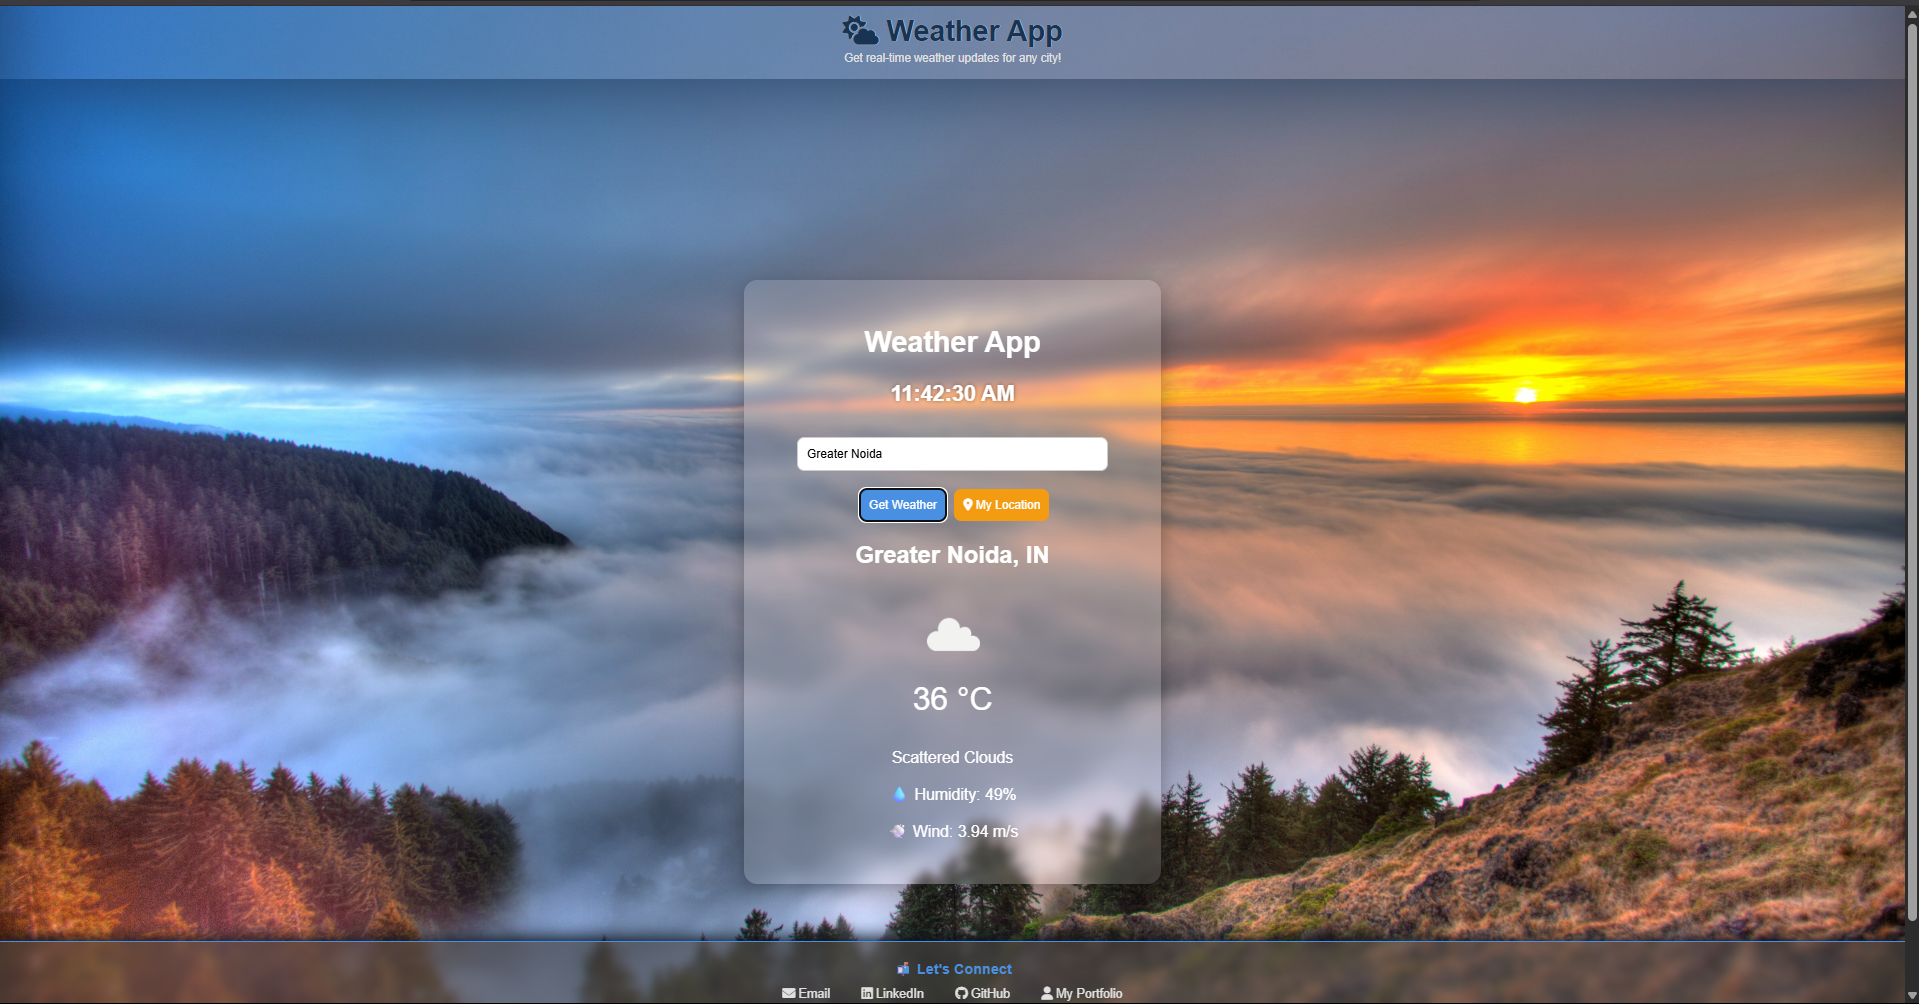 Weather App
Get real-time weather updates for any city!
Weather App
11:42:30 AM
Greater Noida
Get Weather My Location
Greater Noida, IN
36 °C
Scattered Clouds
Humidity: 49%
Wind: 3.94 m/s
Let's Connect
Email LinkedIn GitHub My Portfolio